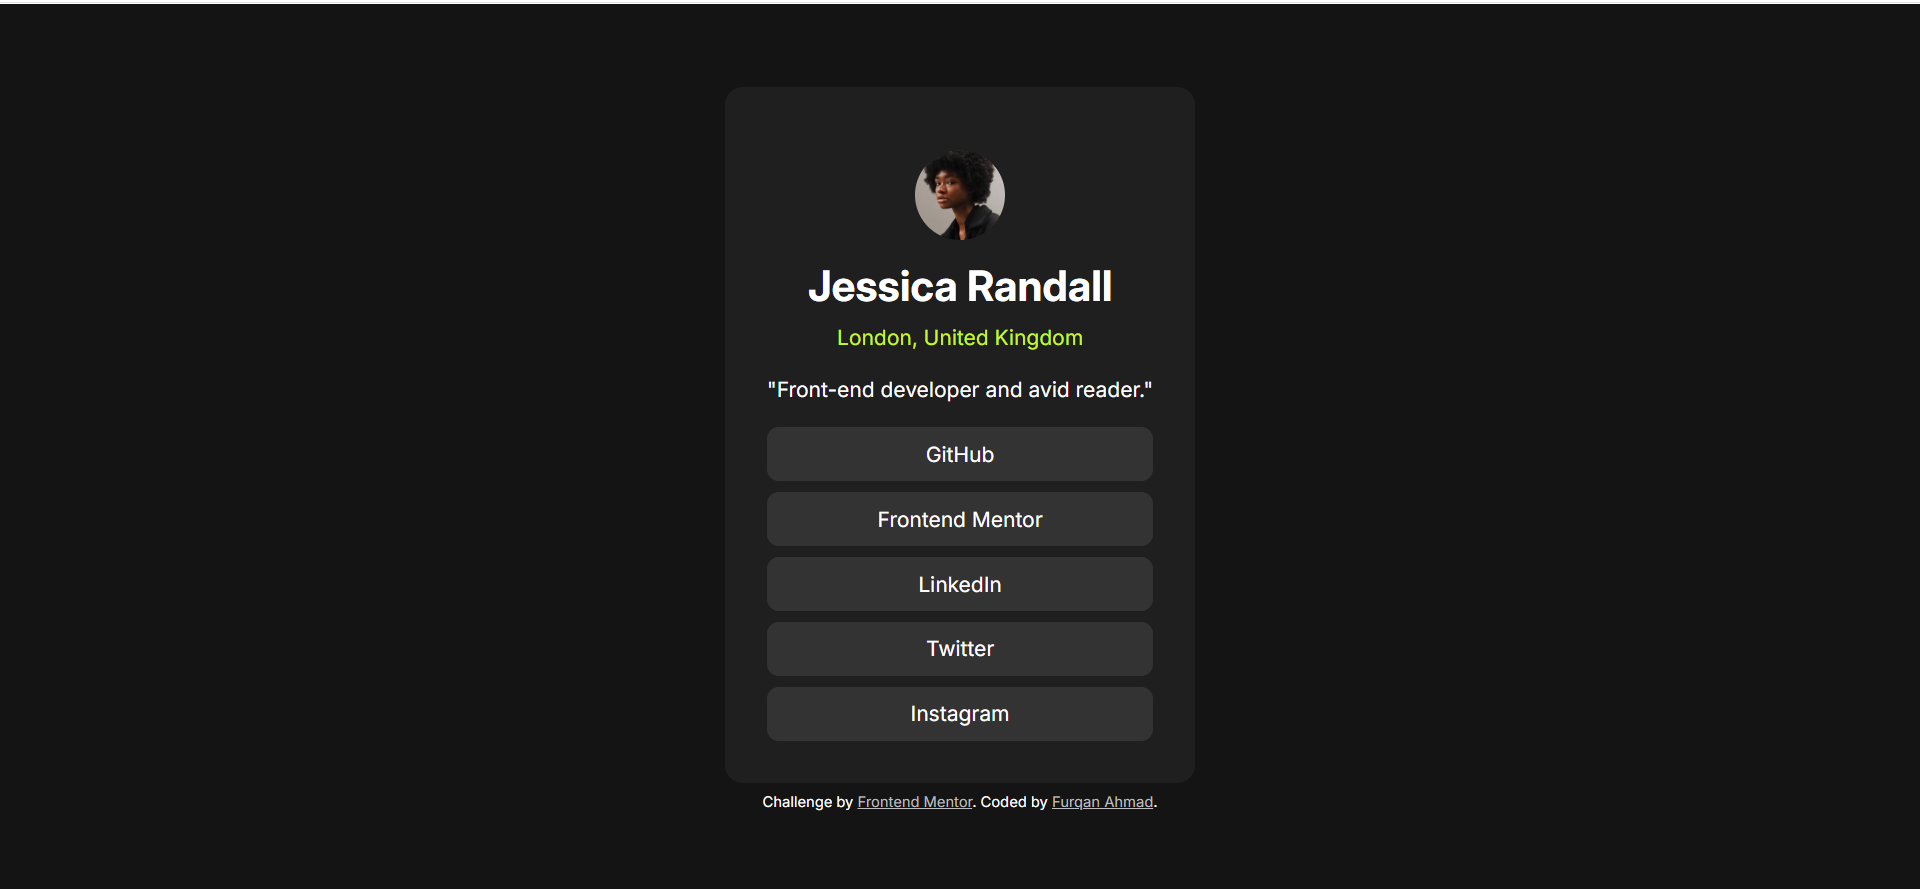 Jessica Randall
London, United Kingdom
"Front-end developer and avid reader."
GitHub
Frontend Mentor
LinkedIn
Twitter
Instagram
Challenge by Frontend Mentor. Coded by Furqan Ahmad.